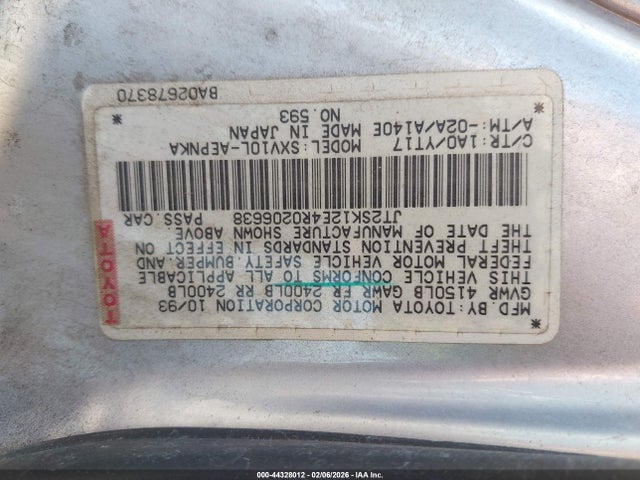 MFD.BY:TOYOTA MOTOR CORPORATION 10/93
GVWR 4150LB GAWR FR 2400LB RR 2400LB
THIS VEHICLE CONFORMS TO ALL APPLICABLE
FEDERAL MOTOR VEHICLE SAFETY, BUMPER, AND
THEFT PREVENTION STANDARDS IN EFFECT ON
THE DATE OF MANUFACTURE SHOWN ABOVE.
JT2SK12E4R0206638 PASS.CAR
TOYOTA
MODEL:SXV10L-AEPNKA
C/TR:1A0/YT17 MADE IN JAPAN
A/TM:-02A/A140E NO.593
BA02678370
000-44328012 - 02/06/2026 - IAA Inc.